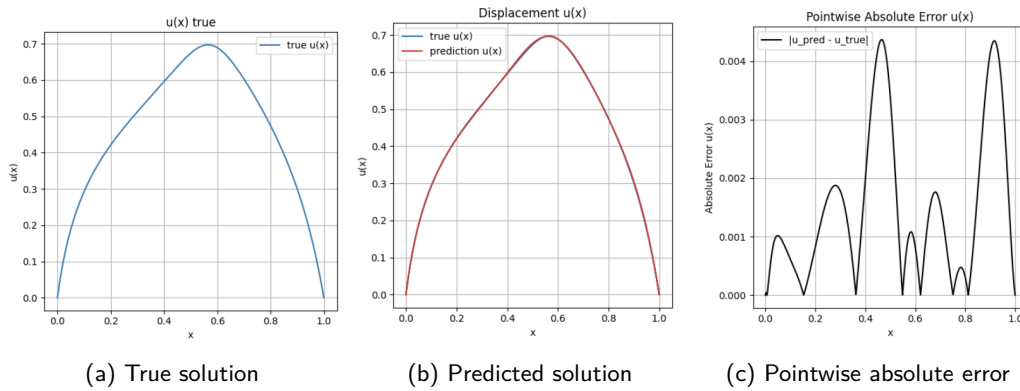 u(x) true
true u(x)
u(x)
0.7
0.6
0.5
0.4
0.3
0.2
0.1
0.0
0.0 0.2 0.4 0.6 0.8 1.0
x
(a) True solution
Displacement u(x)
true u(x)
prediction u(x)
u(x)
0.7
0.6
0.5
0.4
0.3
0.2
0.1
0.0
0.0 0.2 0.4 0.6 0.8 1.0
x
(b) Predicted solution
Pointwise Absolute Error u(x)
|u_pred - u_true|
Absolute Error u(x)
0.004
0.003
0.002
0.001
0.000
0.0 0.2 0.4 0.6 0.8 1.0
x
(c) Pointwise absolute error